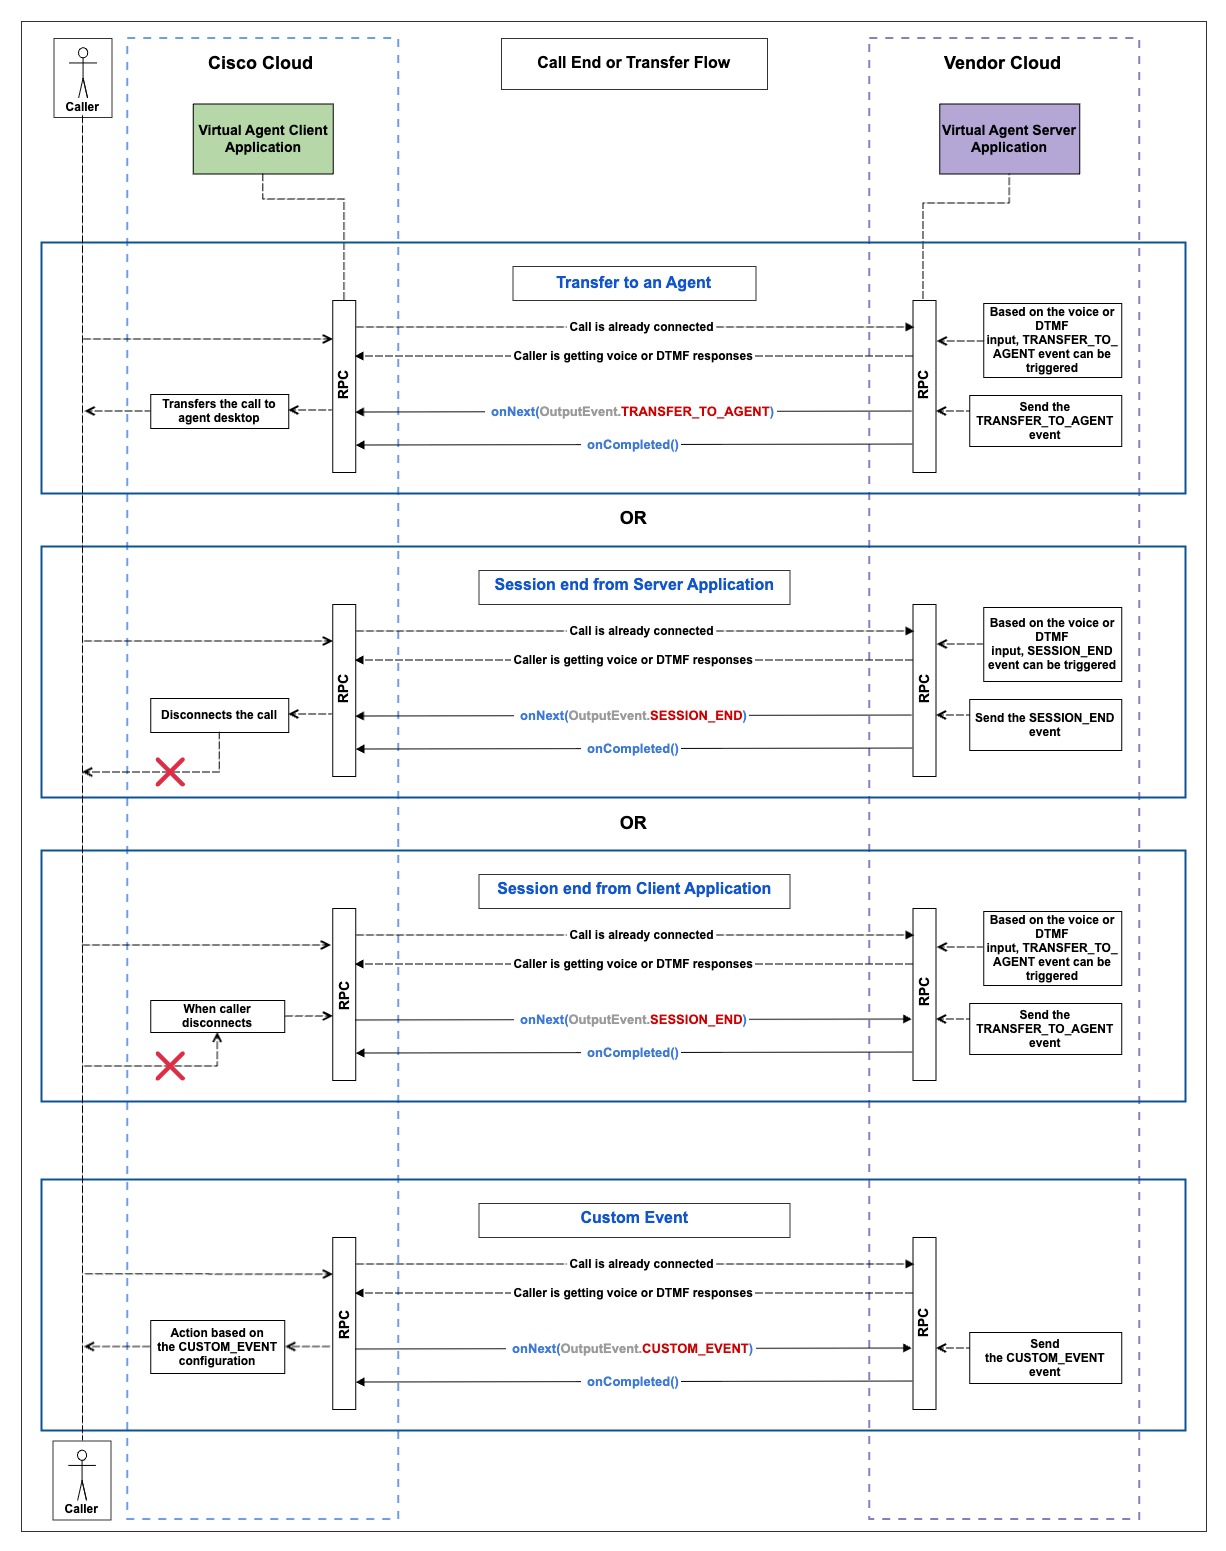 Caller
Cisco Cloud
Call End or Transfer Flow
Vendor Cloud
Virtual Agent Client
Application
Virtual Agent Server
Application
Transfer to an Agent
RPC
Call is already connected
Caller is getting voice or DTMF responses
onNext(OutputEvent.TRANSFER_TO_AGENT)
onCompleted()
Transfers the call to
agent desktop
RPC
Based on the voice or
DTMF
input, TRANSFER_TO_
AGENT event can be
triggered
Send the
TRANSFER_TO_AGENT
event
OR
Session end from Server Application
RPC
Call is already connected
Caller is getting voice or DTMF responses
onNext(OutputEvent.SESSION_END)
onCompleted()
Disconnects the call
RPC
Based on the voice or
DTMF
input, SESSION_END
event can be triggered
Send the SESSION_END
event
OR
Session end from Client Application
RPC
Call is already connected
Caller is getting voice or DTMF responses
onNext(OutputEvent.SESSION_END)
onCompleted()
When caller
disconnects
RPC
Based on the voice or
DTMF
input, TRANSFER_TO_
AGENT event can be
triggered
Send the
TRANSFER_TO_AGENT
event
Custom Event
RPC
Call is already connected
Caller is getting voice or DTMF responses
onNext(OutputEvent.CUSTOM_EVENT)
onCompleted()
Action based on
the CUSTOM_EVENT
configuration
RPC
Send
the CUSTOM_EVENT
event
Caller